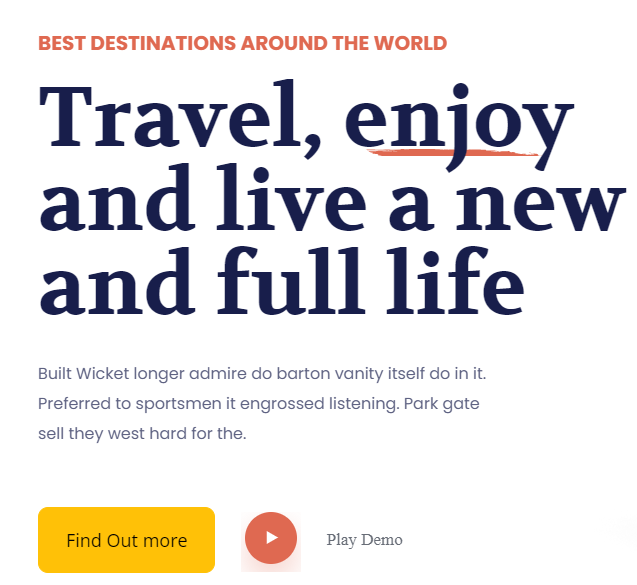 BEST DESTINATIONS AROUND THE WORLD
Travel, enjoy
and live a new
and full life
Built Wicket longer admire do barton vanity itself do in it.
Preferred to sportsmen it engrossed listening. Park gate
sell they west hard for the.
Find Out more
Play Demo